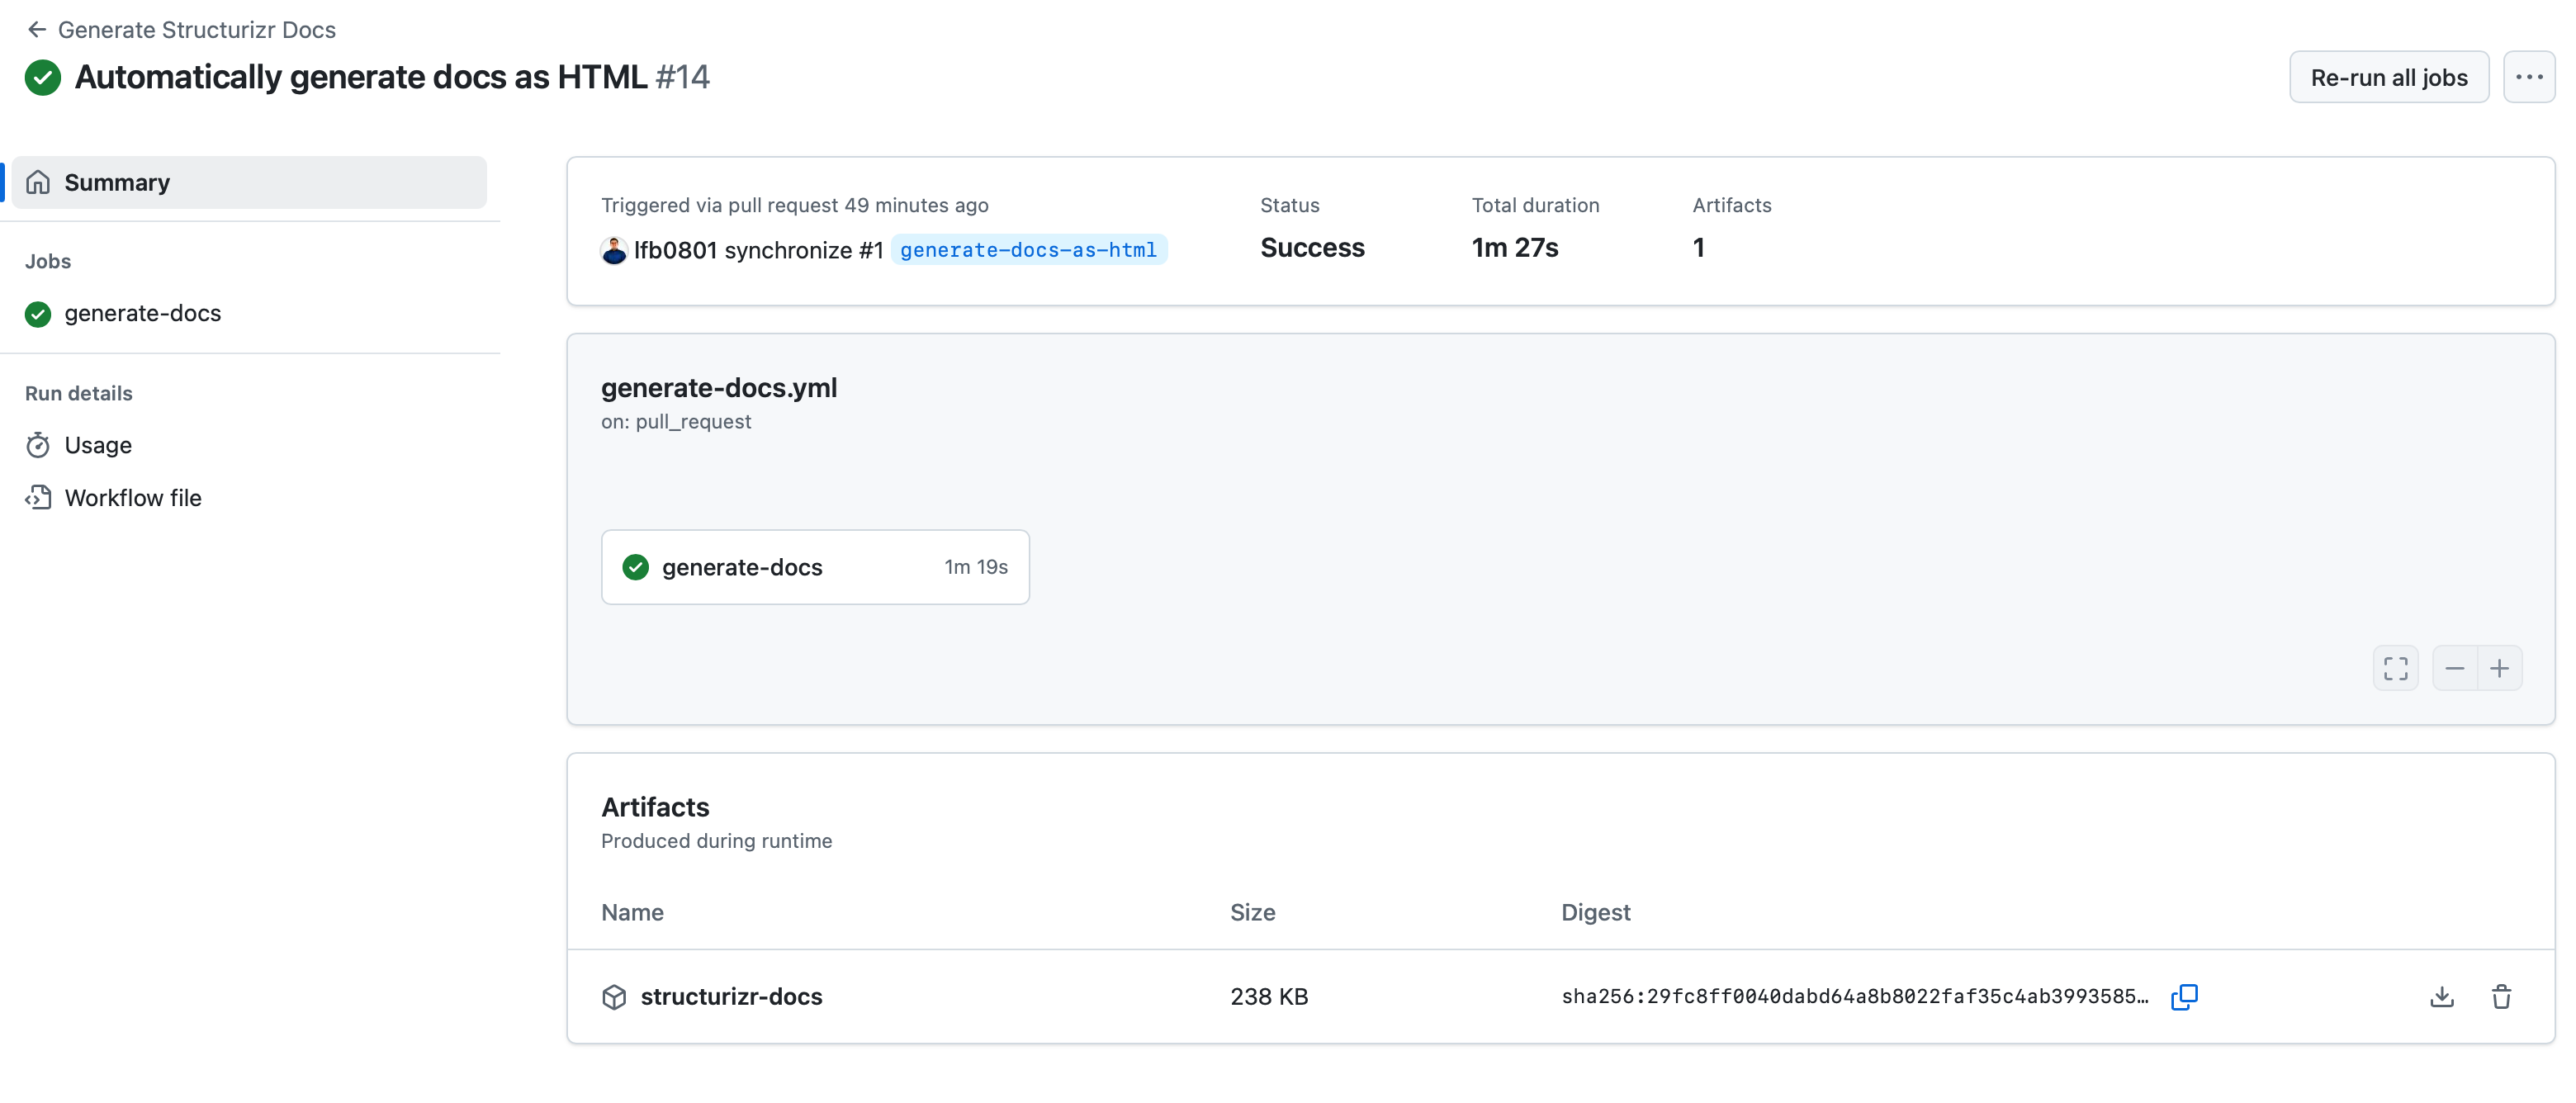 Generate Structurizr Docs
Automatically generate docs as HTML #14
Re-run all jobs
Summary
Jobs
generate-docs
Run details
Usage
Workflow file
Triggered via pull request 49 minutes ago
lfb0801 synchronize #1 generate-docs-as-html
Status
Success
Total duration
1m 27s
Artifacts
1
generate-docs.yml
on: pull_request
generate-docs 1m 19s
Artifacts
Produced during runtime
Name Size Digest
structurizr-docs 238 KB sha256:29fc8ff0040dabd64a8b8022faf35c4ab3993585…